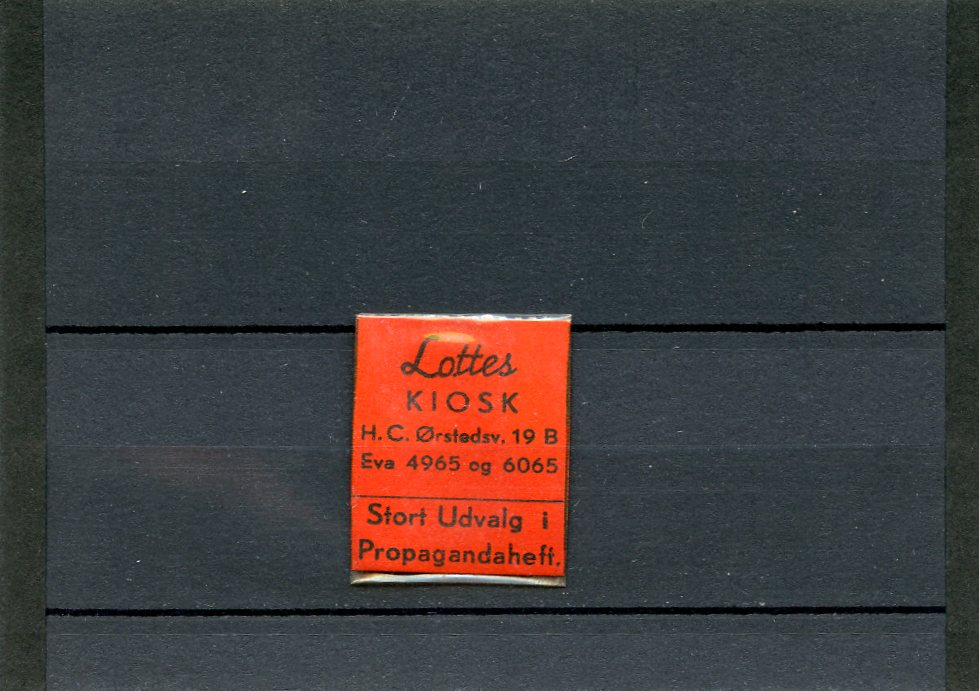 Lottes
KIOSK
H.C. Ørstedsv. 19 B
Eva 4965 og 6065
Stort Udvalg i
Propagandaheft.